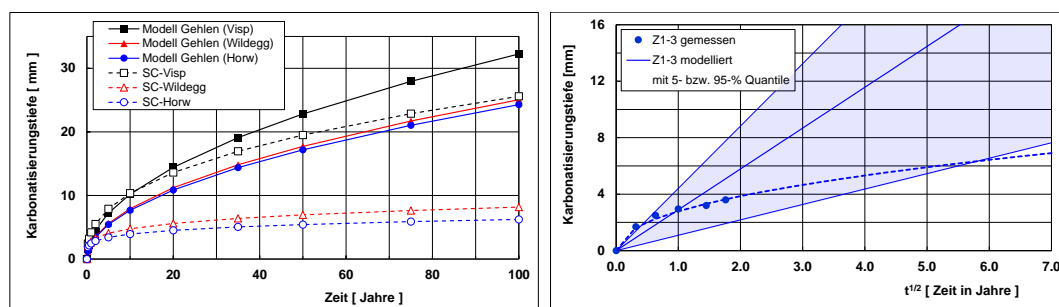 Karbonatisierungstiefe [mm ]
30
20
10
0
0
20
40
60
80
100
Zeit [ Jahre ]
Modell Gehlen (Visp)
Modell Gehlen (Wildegg)
Modell Gehlen (Horw)
SC-Visp
SC-Wildegg
SC-Horw
Karbonatisierungstiefe [mm]
16
12
8
4
0
0.0
1.0
2.0
3.0
4.0
5.0
6.0
7.0
t1/2 [ Zeit in Jahre ]
Z1-3 gemessen
Z1-3 modelliert
mit 5- bzw. 95-% Quantile